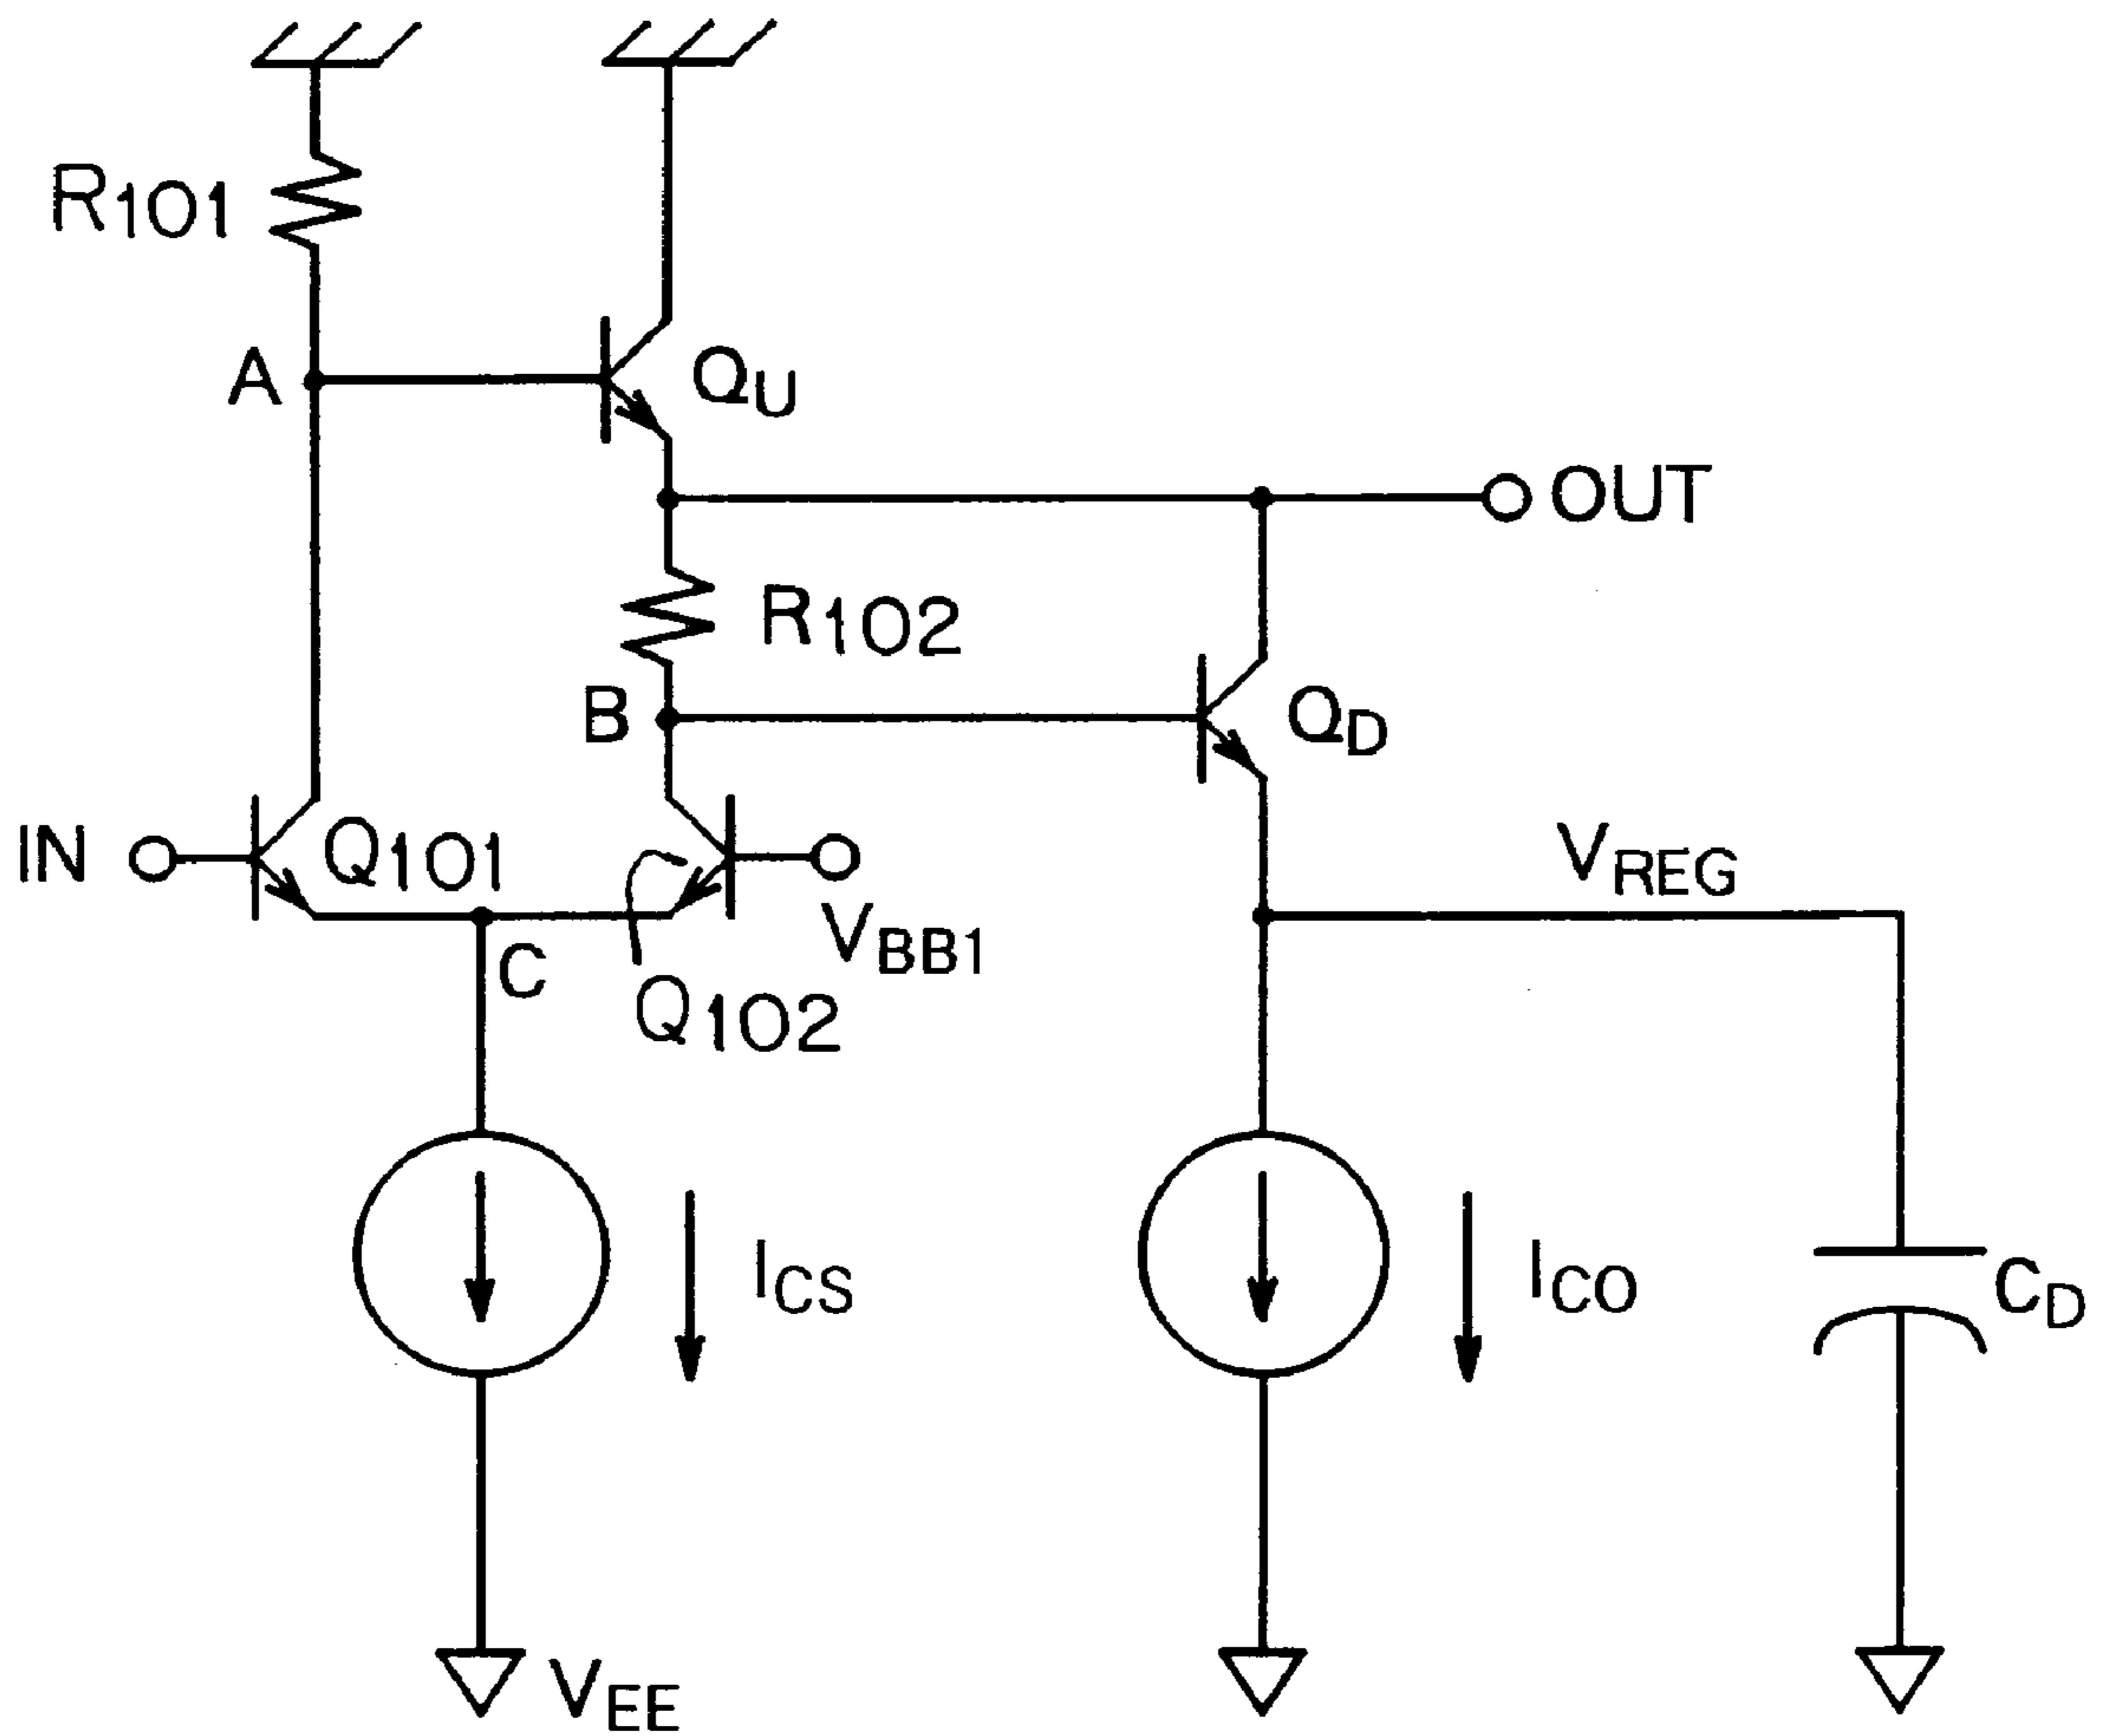 R101
A
QU
OUT
R102
B
QD
IN
Q101
VREG
VBB1
C
Q102
ICS
ICO
CD
VEE